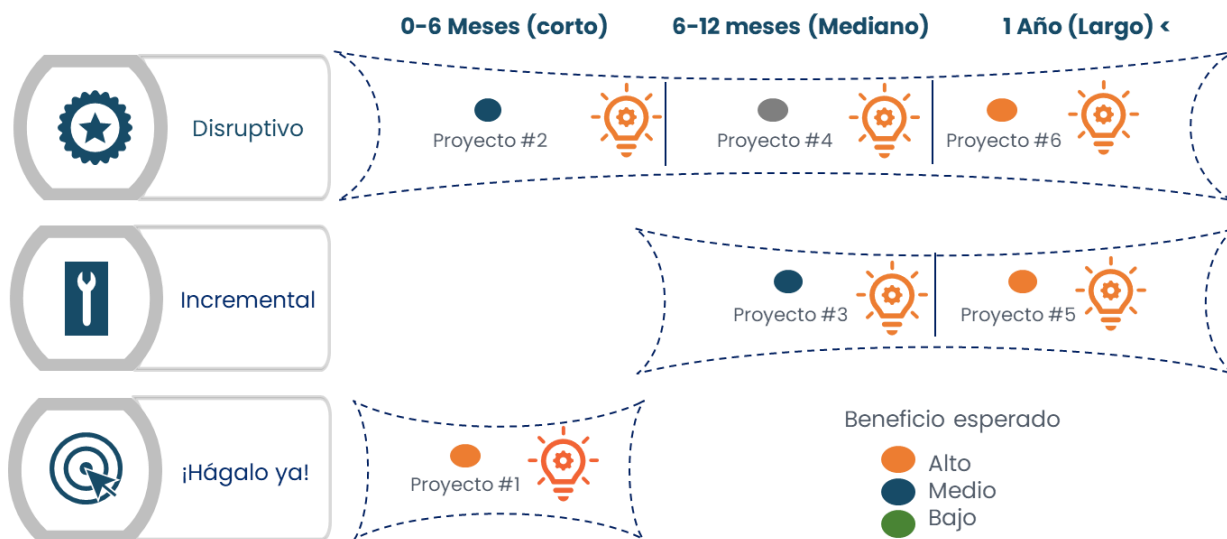 0-6 Meses (corto)
6-12 meses (Mediano)
1 Año (Largo) <
Disruptivo
Proyecto #2
Proyecto #4
Proyecto #6
Incremental
Proyecto #3
Proyecto #5
¡Hágalo ya!
Proyecto #1
Beneficio esperado
Alto
Medio
Bajo